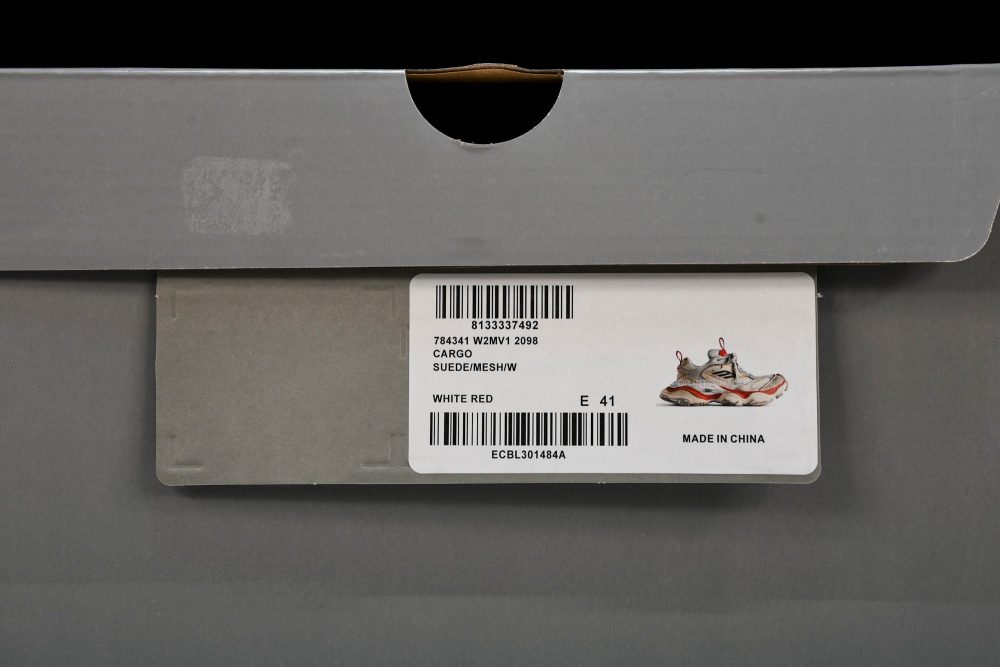 8133337492
784341 W2MV1 2098
CARGO
SUEDE/MESH/W
WHITE RED
E 41
ECBL301484A
MADE IN CHINA